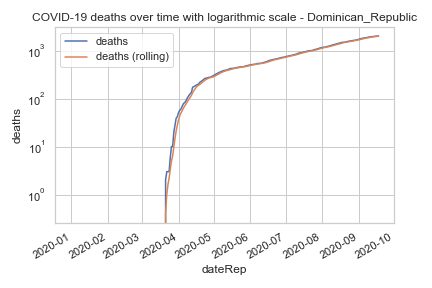 COVID-19 deaths over time with logarithmic scale - Dominican_Republic
deaths
deaths (rolling)
10³
10²
10¹
10⁰
deaths
2020-01
2020-02
2020-03
2020-04
2020-05
2020-06
2020-07
2020-08
2020-09
2020-10
dateRep